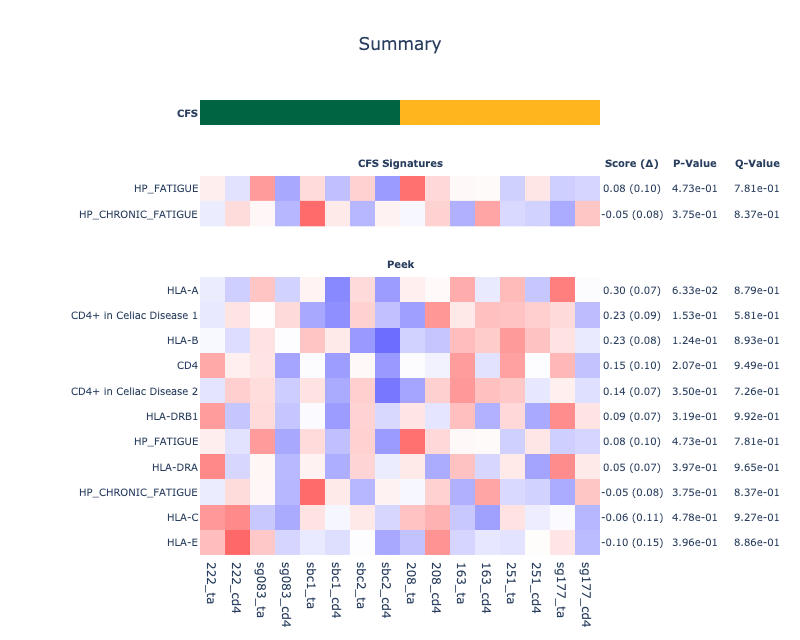 Summary
CFS
CFS Signatures Score (Δ) P-Value Q-Value
HP_FATIGUE 0.08 (0.10) 4.73e-01 7.81e-01
HP_CHRONIC_FATIGUE -0.05 (0.08) 3.75e-01 8.37e-01
Peek
HLA-A 0.30 (0.07) 6.33e-02 8.79e-01
CD4+ in Celiac Disease 1 0.23 (0.09) 1.53e-01 5.81e-01
HLA-B 0.23 (0.08) 1.24e-01 8.93e-01
CD4 0.15 (0.10) 2.07e-01 9.49e-01
CD4+ in Celiac Disease 2 0.14 (0.07) 3.50e-01 7.26e-01
HLA-DRB1 0.09 (0.07) 3.19e-01 9.92e-01
HP_FATIGUE 0.08 (0.10) 4.73e-01 7.81e-01
HLA-DRA 0.05 (0.07) 3.97e-01 9.65e-01
HP_CHRONIC_FATIGUE -0.05 (0.08) 3.75e-01 8.37e-01
HLA-C -0.06 (0.11) 4.78e-01 9.27e-01
HLA-E -0.10 (0.15) 3.96e-01 8.86e-01
222_ta
222_cd4
sg083_ta
sg083_cd4
sbc1_ta
sbc1_cd4
sbc2_ta
sbc2_cd4
208_ta
208_cd4
163_ta
163_cd4
251_ta
251_cd4
sg177_ta
sg177_cd4